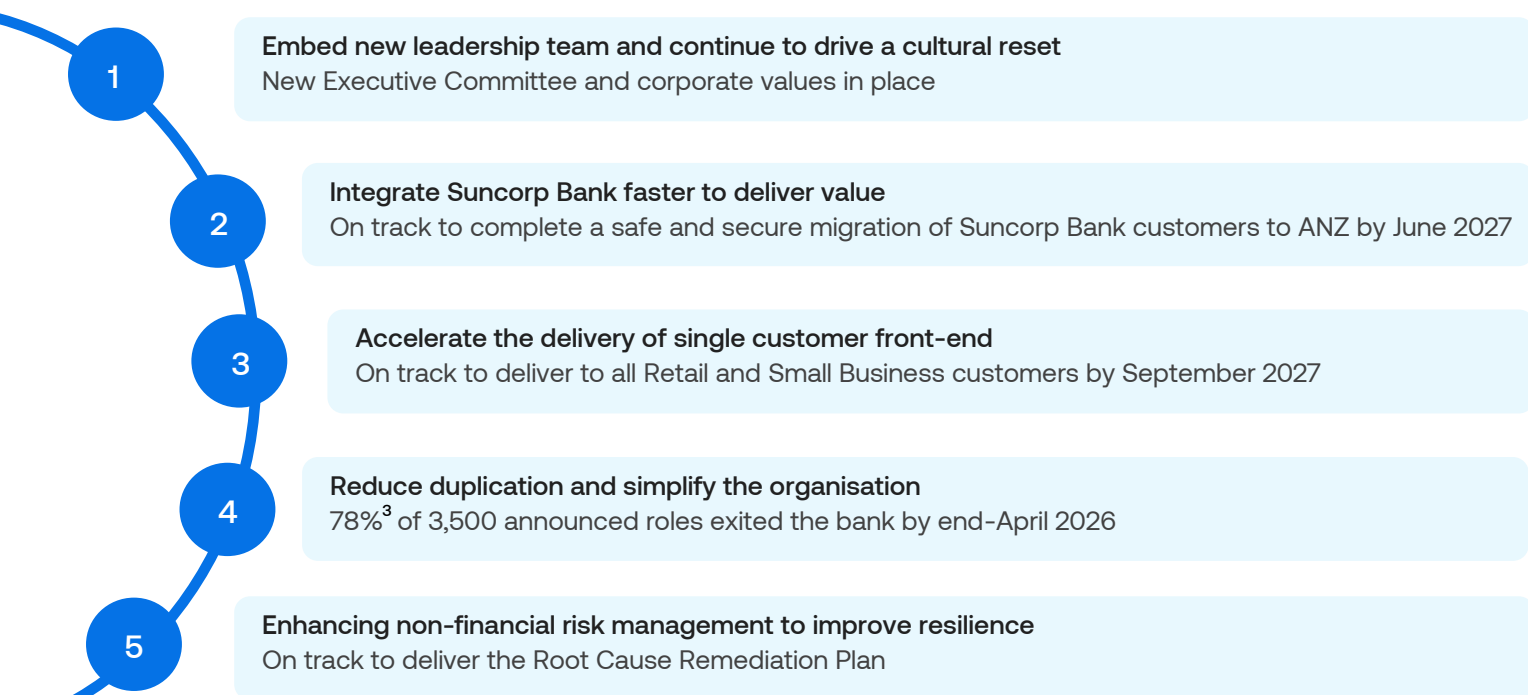 1
Embed new leadership team and continue to drive a cultural reset
New Executive Committee and corporate values in place
2
Integrate Suncorp Bank faster to deliver value
On track to complete a safe and secure migration of Suncorp Bank customers to ANZ by June 2027
3
Accelerate the delivery of single customer front-end
On track to deliver to all Retail and Small Business customers by September 2027
4
Reduce duplication and simplify the organisation
78%³ of 3,500 announced roles exited the bank by end-April 2026
5
Enhancing non-financial risk management to improve resilience
On track to deliver the Root Cause Remediation Plan